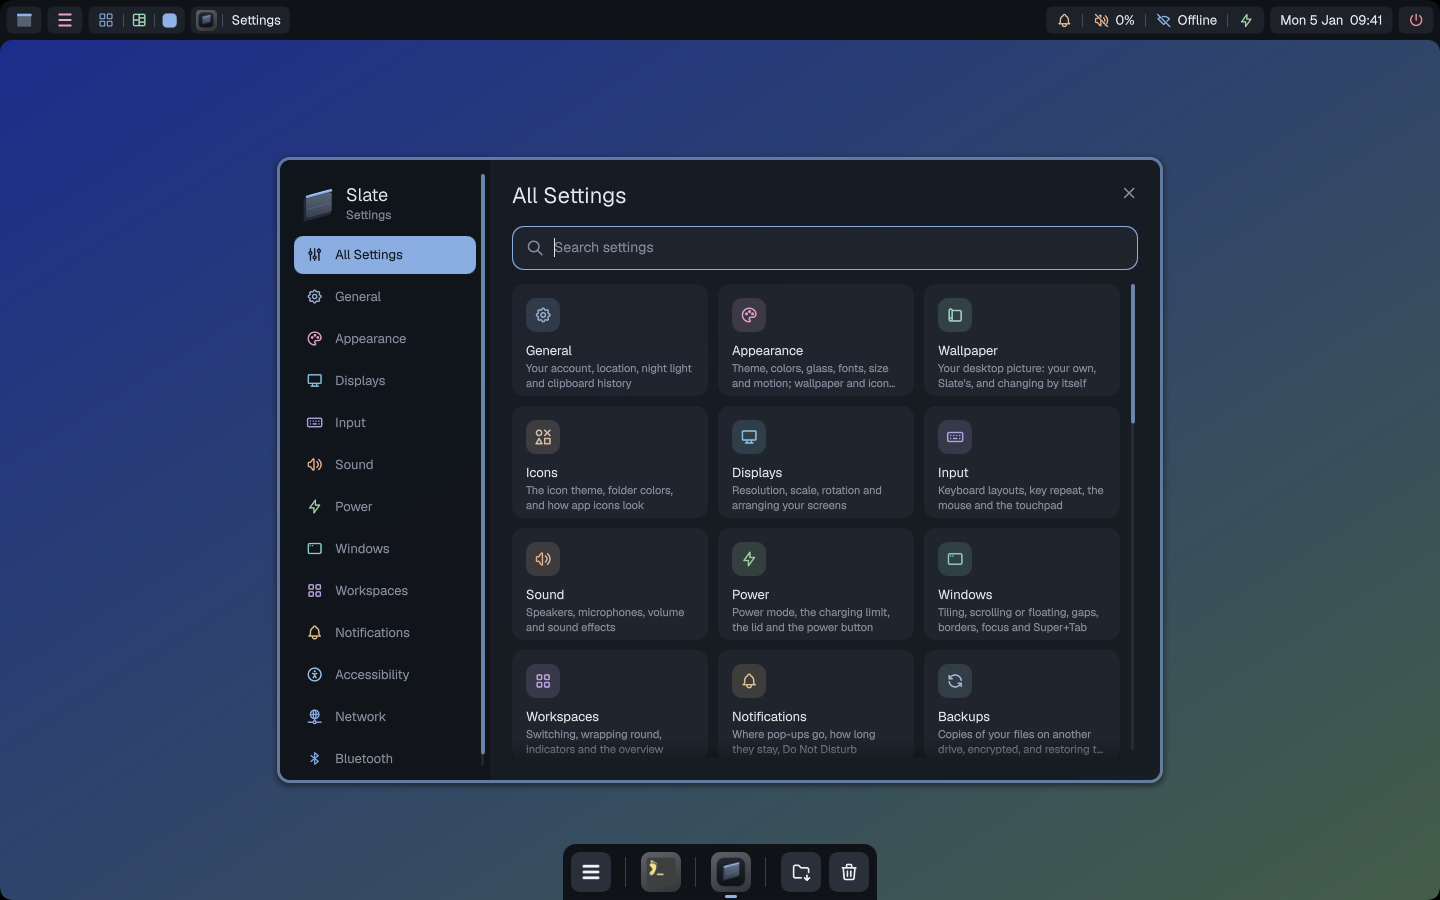 Settings
0%
Offline
Mon 5 Jan 09:41
Slate
Settings
All Settings
General
Appearance
Displays
Input
Sound
Power
Windows
Workspaces
Notifications
Accessibility
Network
Bluetooth
All Settings
Search settings
General
Your account, location, night light
and clipboard history
Appearance
Theme, colors, glass, fonts, size
and motion; wallpaper and icon...
Wallpaper
Your desktop picture: your own,
Slate's, and changing by itself
Icons
The icon theme, folder colors,
and how app icons look
Displays
Resolution, scale, rotation and
arranging your screens
Input
Keyboard layouts, key repeat, the
mouse and the touchpad
Sound
Speakers, microphones, volume
and sound effects
Power
Power mode, the charging limit,
the lid and the power button
Windows
Tiling, scrolling or floating, gaps,
borders, focus and Super+Tab
Workspaces
Switching, wrapping round,
indicators and the overview
Notifications
Where pop-ups go, how long
they stay, Do Not Disturb
Backups
Copies of your files on another
drive, encrypted, and restoring t...